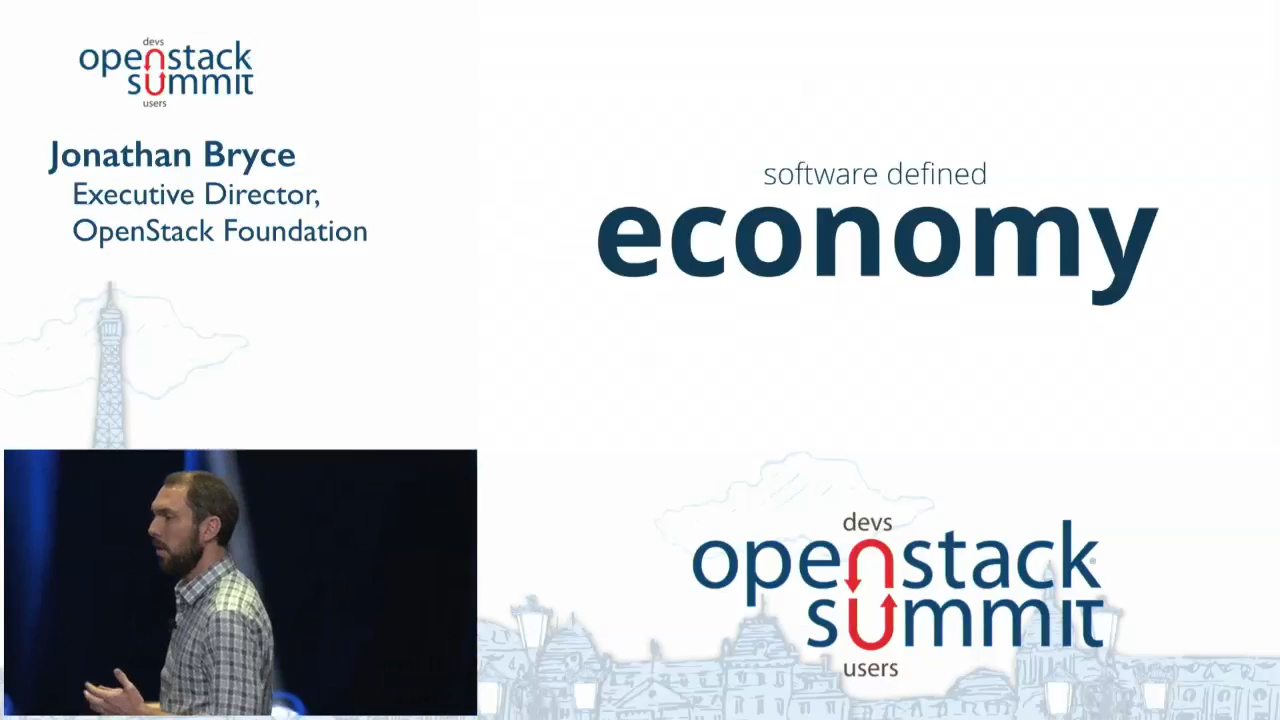 devs
openstack
summit
users
Jonathan Bryce
Executive Director,
OpenStack Foundation
software defined
economy
devs
openstack
summit
users